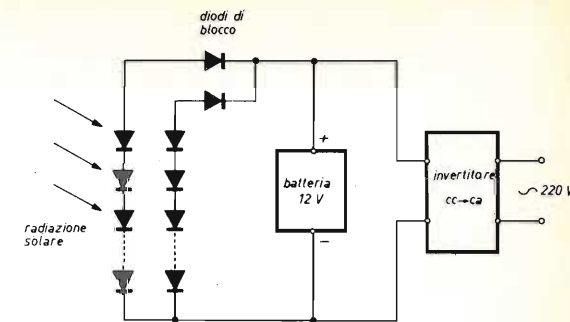 diodi di
blocco
radiazione
solare
+
batteria
12 V
−
invertitore
cc→ca
~ 220 V